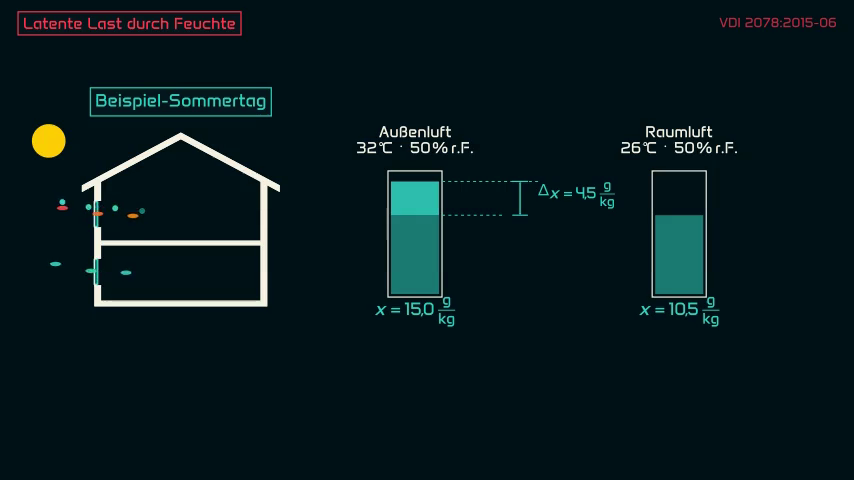 Latente Last durch Feuchte
VDI 2078:2015-06
Beispiel-Sommertag
Außenluft
32°C · 50% r.F.
Raumluft
26°C · 50% r.F.
Δx = 4,5 g/kg
x = 15,0 g/kg
x = 10,5 g/kg